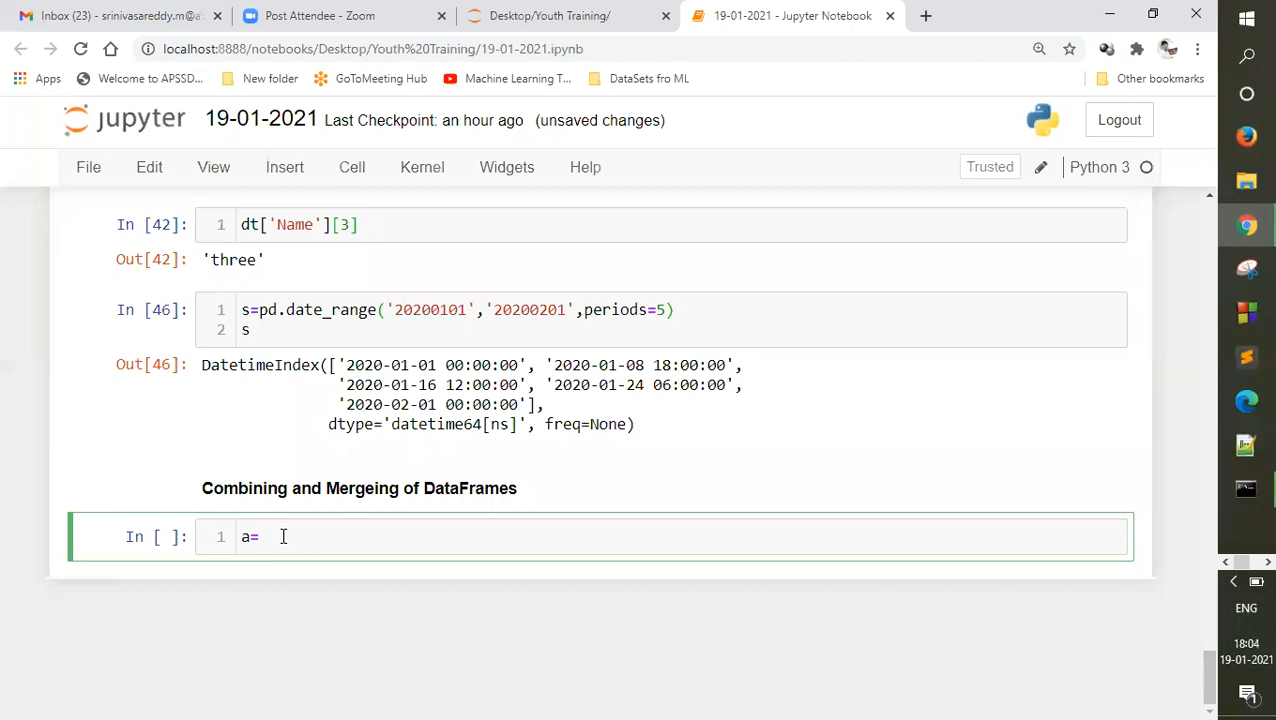 Inbox (23) - srinivasareddy.m@a
Post Attendee - Zoom
Desktop/Youth Training/
19-01-2021 - Jupyter Notebook
localhost:8888/notebooks/Desktop/Youth%20Training/19-01-2021.ipynb
Apps
Welcome to APSSD...
New folder
GoToMeeting Hub
Machine Learning T...
DataSets fro ML
Other bookmarks
jupyter
19-01-2021 Last Checkpoint: an hour ago (unsaved changes)
Logout
File
Edit
View
Insert
Cell
Kernel
Widgets
Help
Trusted
Python 3
In [42]: 1 dt['Name'][3]
Out[42]: 'three'
In [46]: 1 s=pd.date_range('20200101','20200201',periods=5)
2 s
Out[46]: DatetimeIndex(['2020-01-01 00:00:00', '2020-01-08 18:00:00',
'2020-01-16 12:00:00', '2020-01-24 06:00:00',
'2020-02-01 00:00:00'],
dtype='datetime64[ns]', freq=None)
Combining and Mergeing of DataFrames
In [ ]: 1 a=
ENG
18:04
19-01-2021
1